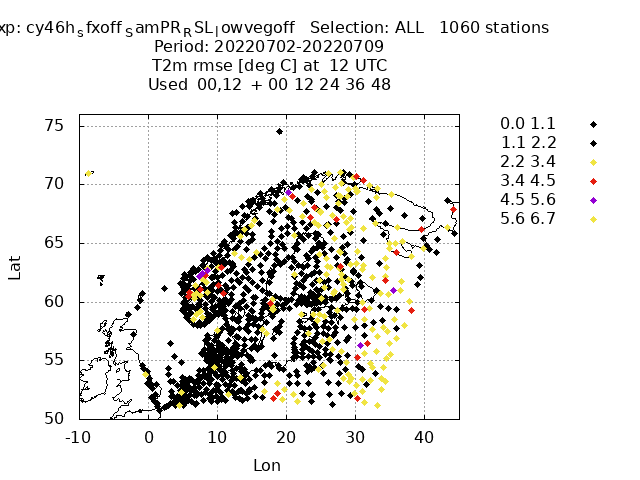 xp: cy46hsfxoffSamPRRSLlowvegoff Selection: ALL 1060 stations
Period: 20220702-20220709
T2m rmse [deg C] at 12 UTC
Used 00,12 + 00 12 24 36 48
0.0 1.1
1.1 2.2
2.2 3.4
3.4 4.5
4.5 5.6
5.6 6.7
75
70
65
60
55
50
Lat
-10 0 10 20 30 40
Lon